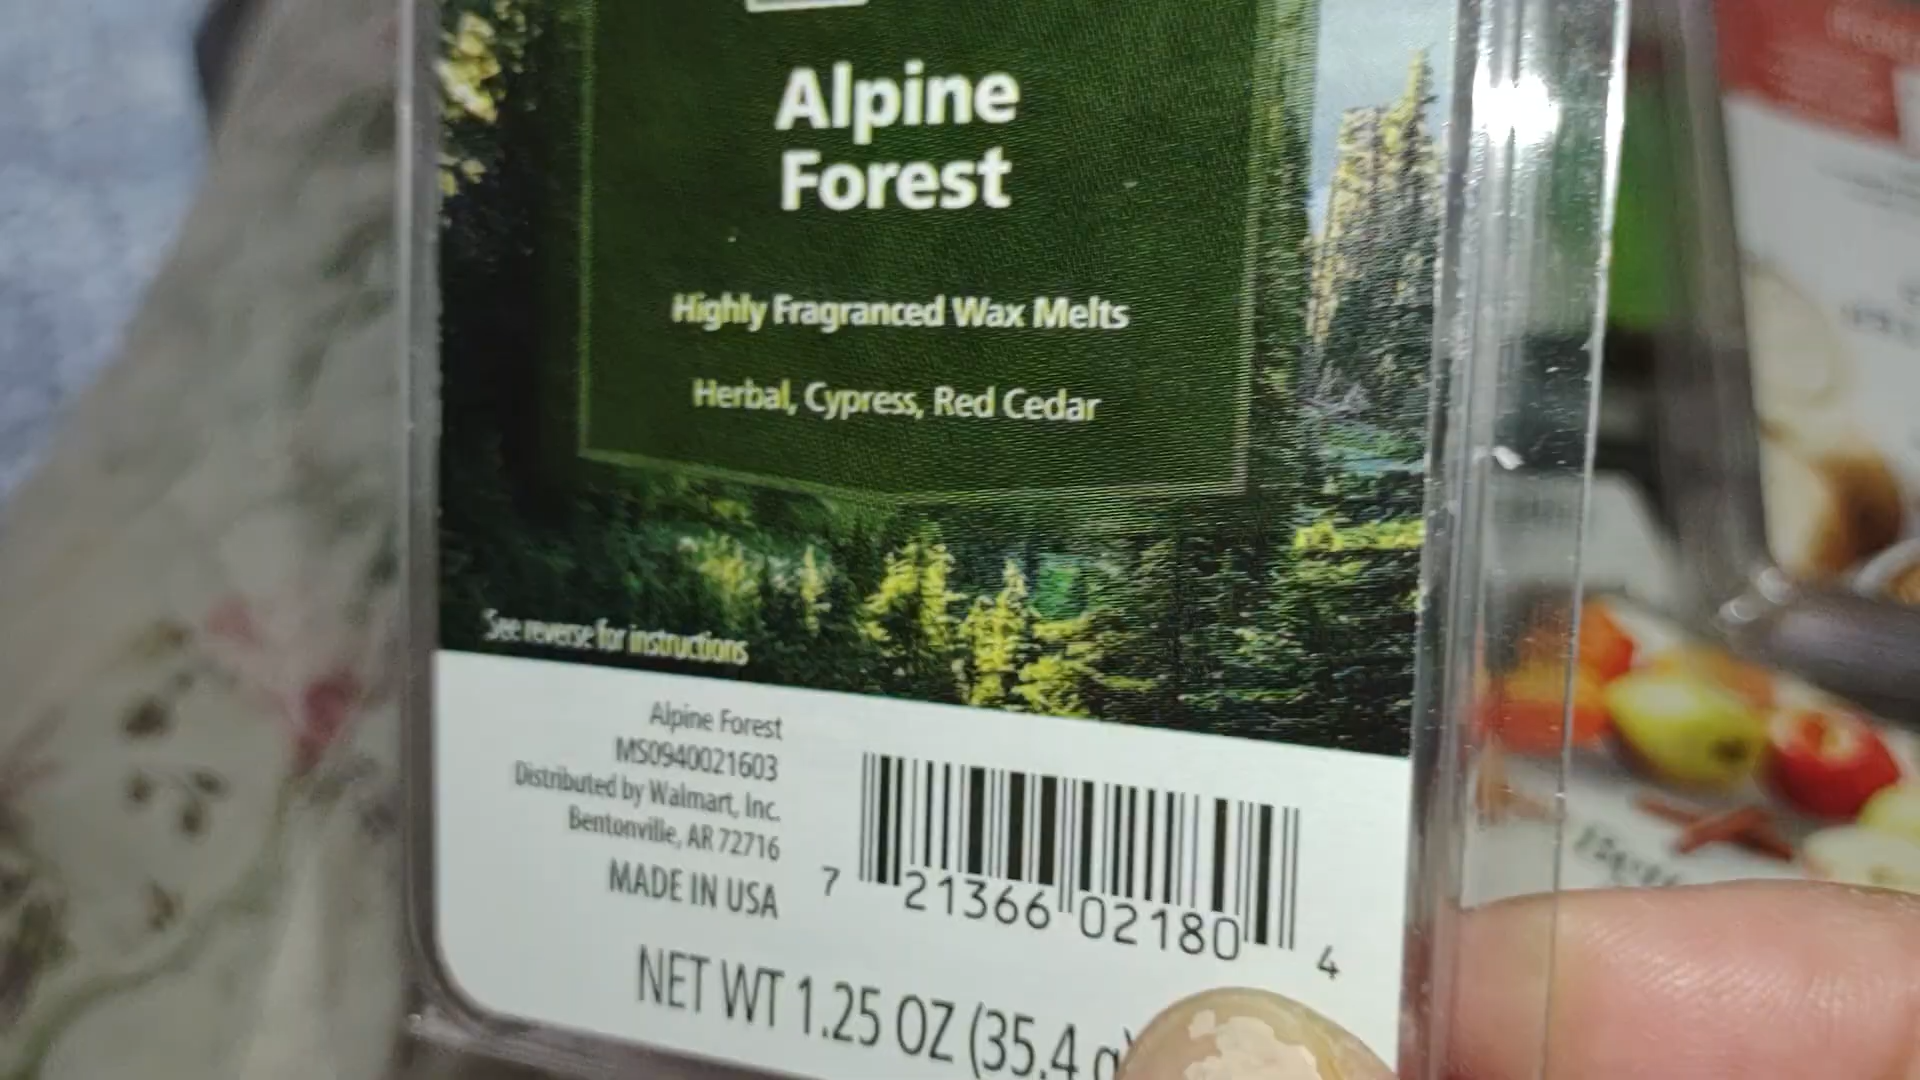 Alpine
Forest
Highly Fragranced Wax Melts
Herbal, Cypress, Red Cedar
See reverse for instructions
Alpine Forest
MS0940021603
Distributed by Walmart, Inc.
Bentonville, AR 72716
MADE IN USA
7 21366 02180 4
NET WT 1.25 OZ (35.4 g)